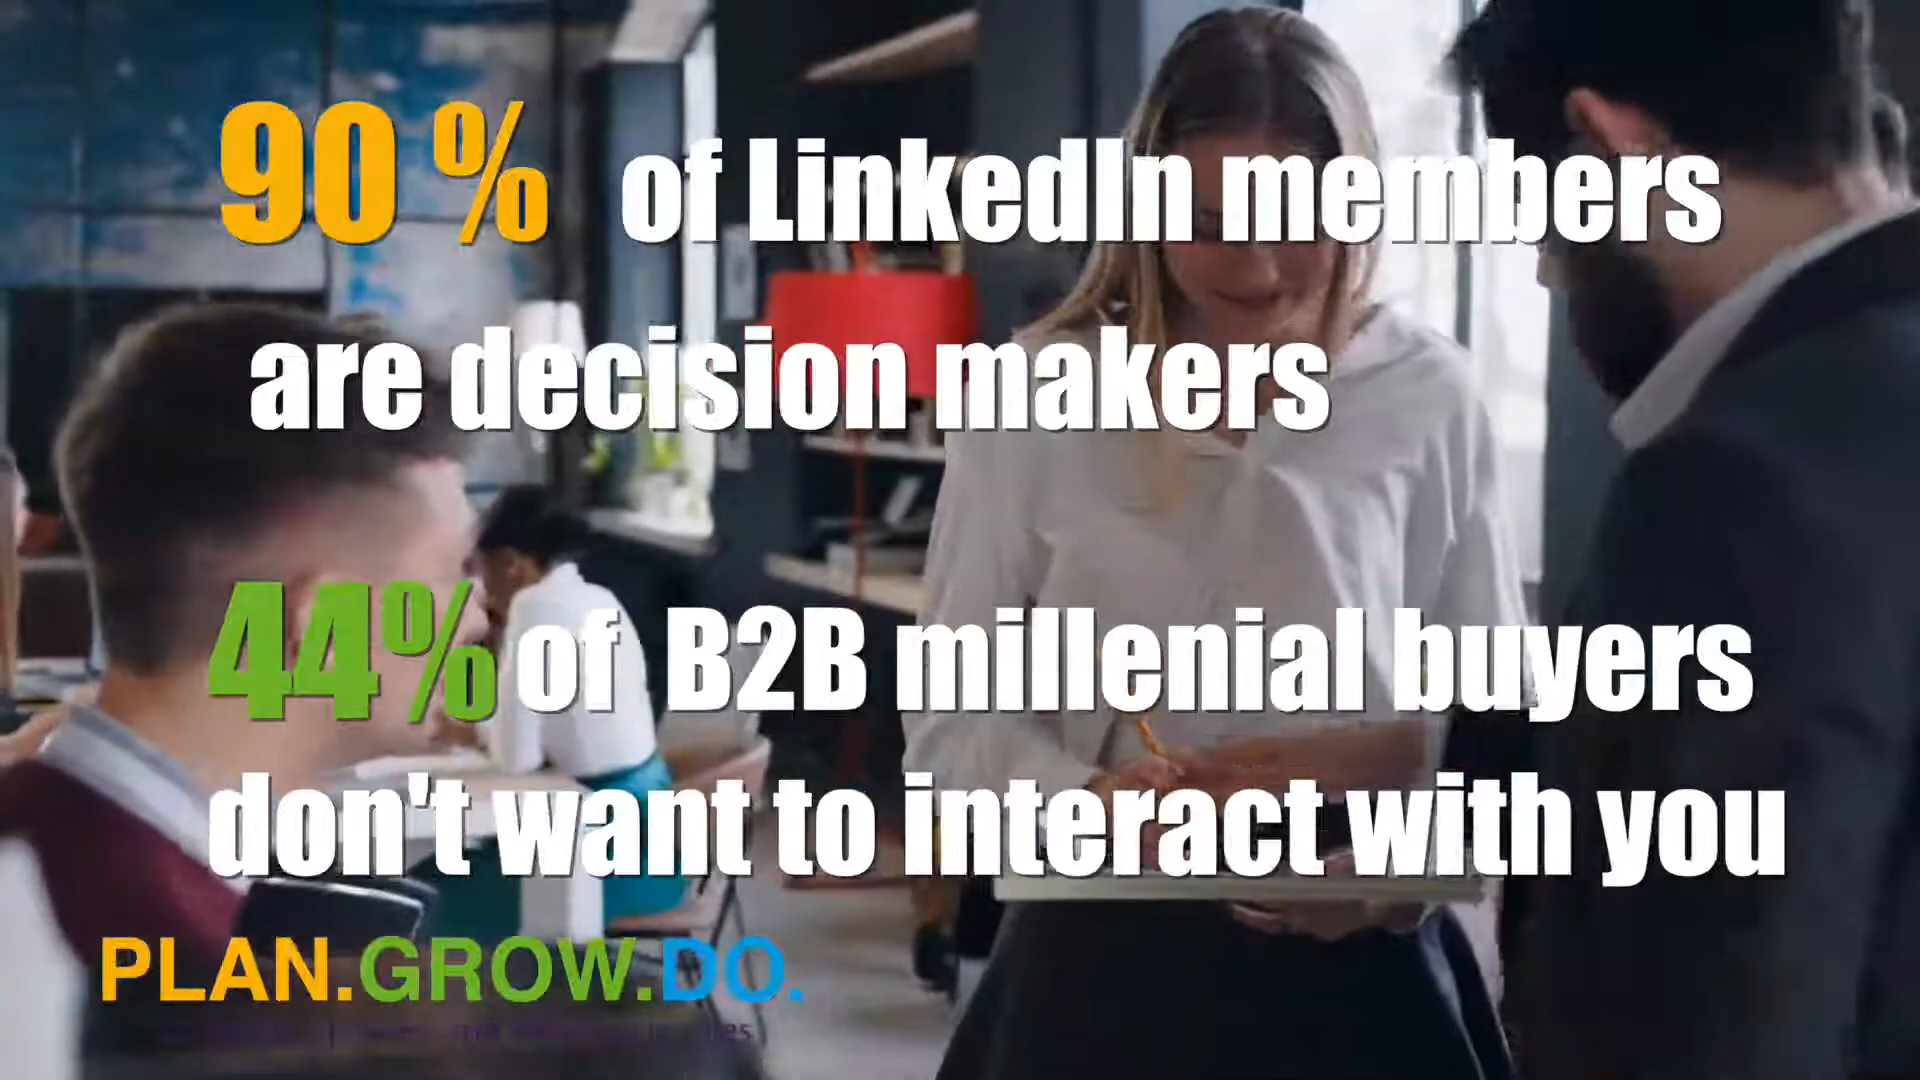 90% of LinkedIn members
are decision makers
44% of B2B millenial buyers
don't want to interact with you
PLAN.GROW.DO.